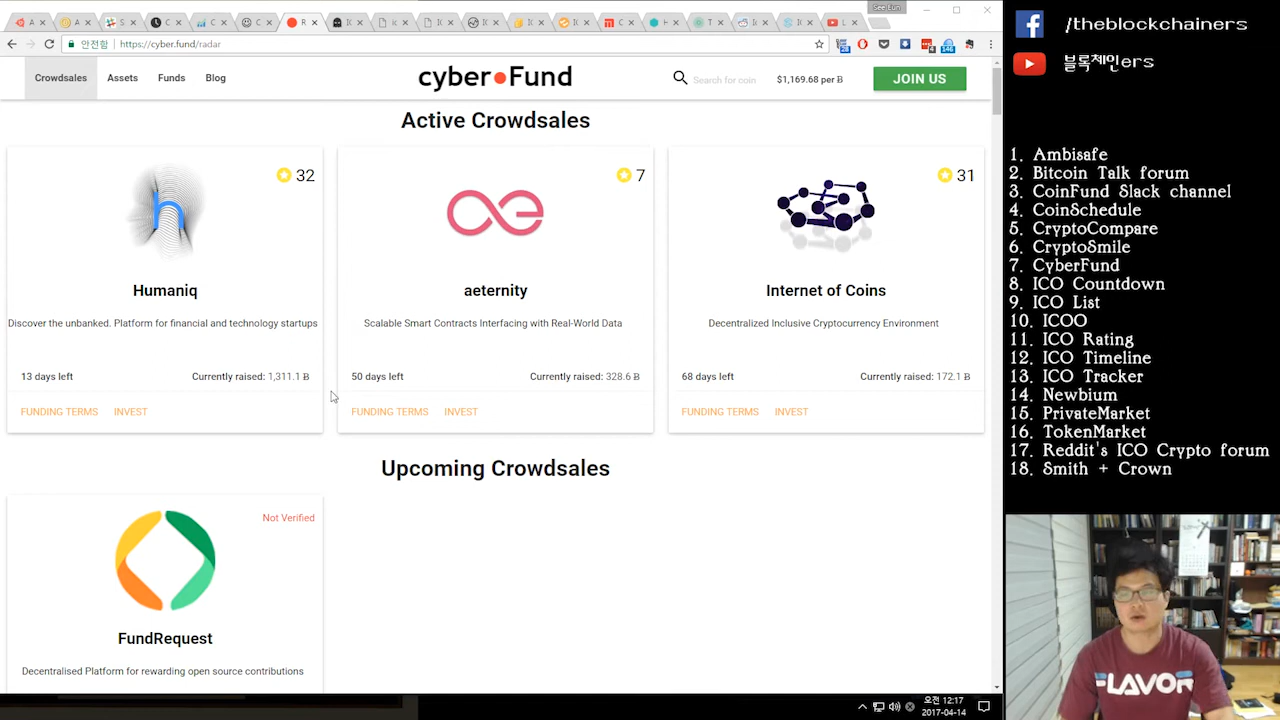 See Eun
A
A
S
C
C
R
C
H
T
L
안전함
https://cyber.fund/radar
28
4
146
Crowdsales
Assets
Funds
Blog
cyber•Fund
Search for coin
$1,169.68 per Ƀ
JOIN US
Active Crowdsales
32
Humaniq
Discover the unbanked. Platform for financial and technology startups
13 days left
Currently raised: 1,311.1 Ƀ
FUNDING TERMS
INVEST
7
aeternity
Scalable Smart Contracts Interfacing with Real-World Data
50 days left
Currently raised: 328.6 Ƀ
FUNDING TERMS
INVEST
31
Internet of Coins
Decentralized Inclusive Cryptocurrency Environment
68 days left
Currently raised: 172.1 Ƀ
FUNDING TERMS
INVEST
Upcoming Crowdsales
Not Verified
FundRequest
Decentralised Platform for rewarding open source contributions
오전 12:17
2017-04-14
/theblockchainers
블록체인ers
1. Ambisafe
2. Bitcoin Talk forum
3. CoinFund Slack channel
4. CoinSchedule
5. CryptoCompare
6. CryptoSmile
7. CyberFund
8. ICO Countdown
9. ICO List
10. ICOO
11. ICO Rating
12. ICO Timeline
13. ICO Tracker
14. Newbium
15. PrivateMarket
16. TokenMarket
17. Reddit's ICO Crypto forum
18. Smith + Crown
FLAVOR